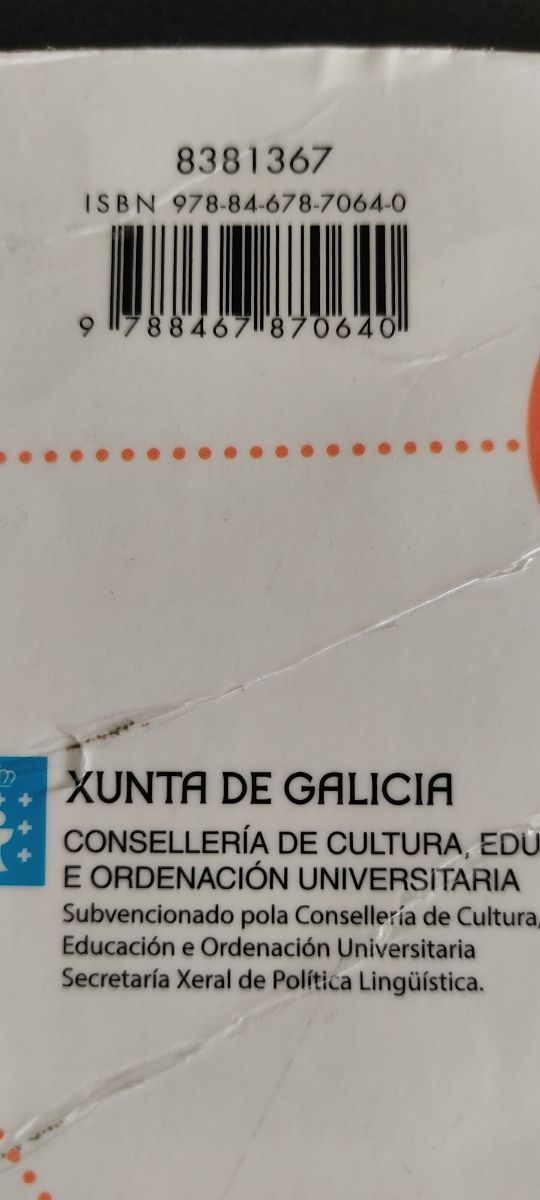 8381367
ISBN 978-84-678-7064-0
9 788467 870640
XUNTA DE GALICIA
CONSELLERÍA DE CULTURA, EDU
E ORDENACIÓN UNIVERSITARIA
Subvencionado pola Consellería de Cultura,
Educación e Ordenación Universitaria
Secretaría Xeral de Política Lingüística.